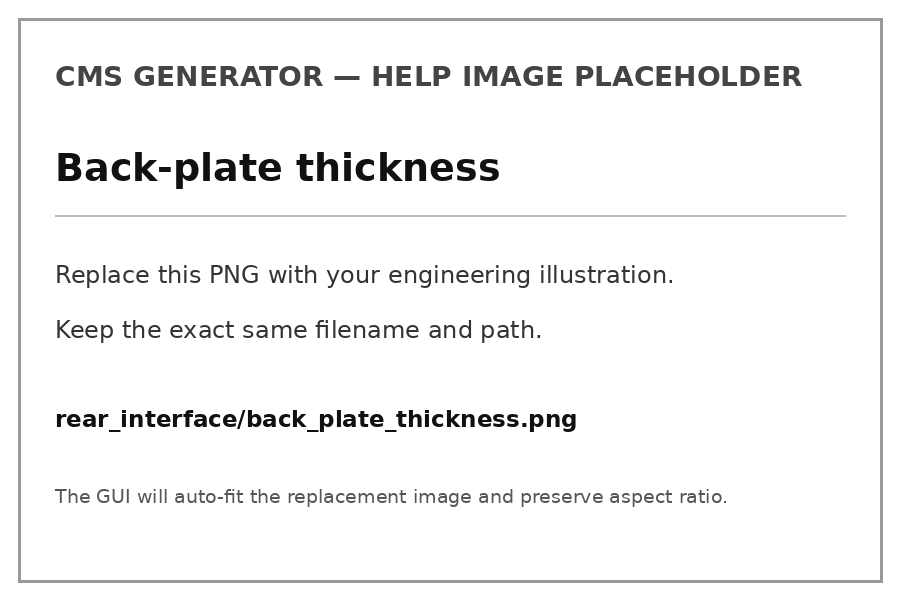 CMS GENERATOR — HELP IMAGE PLACEHOLDER
Back-plate thickness
Replace this PNG with your engineering illustration.
Keep the exact same filename and path.
rear_interface/back_plate_thickness.png
The GUI will auto-fit the replacement image and preserve aspect ratio.